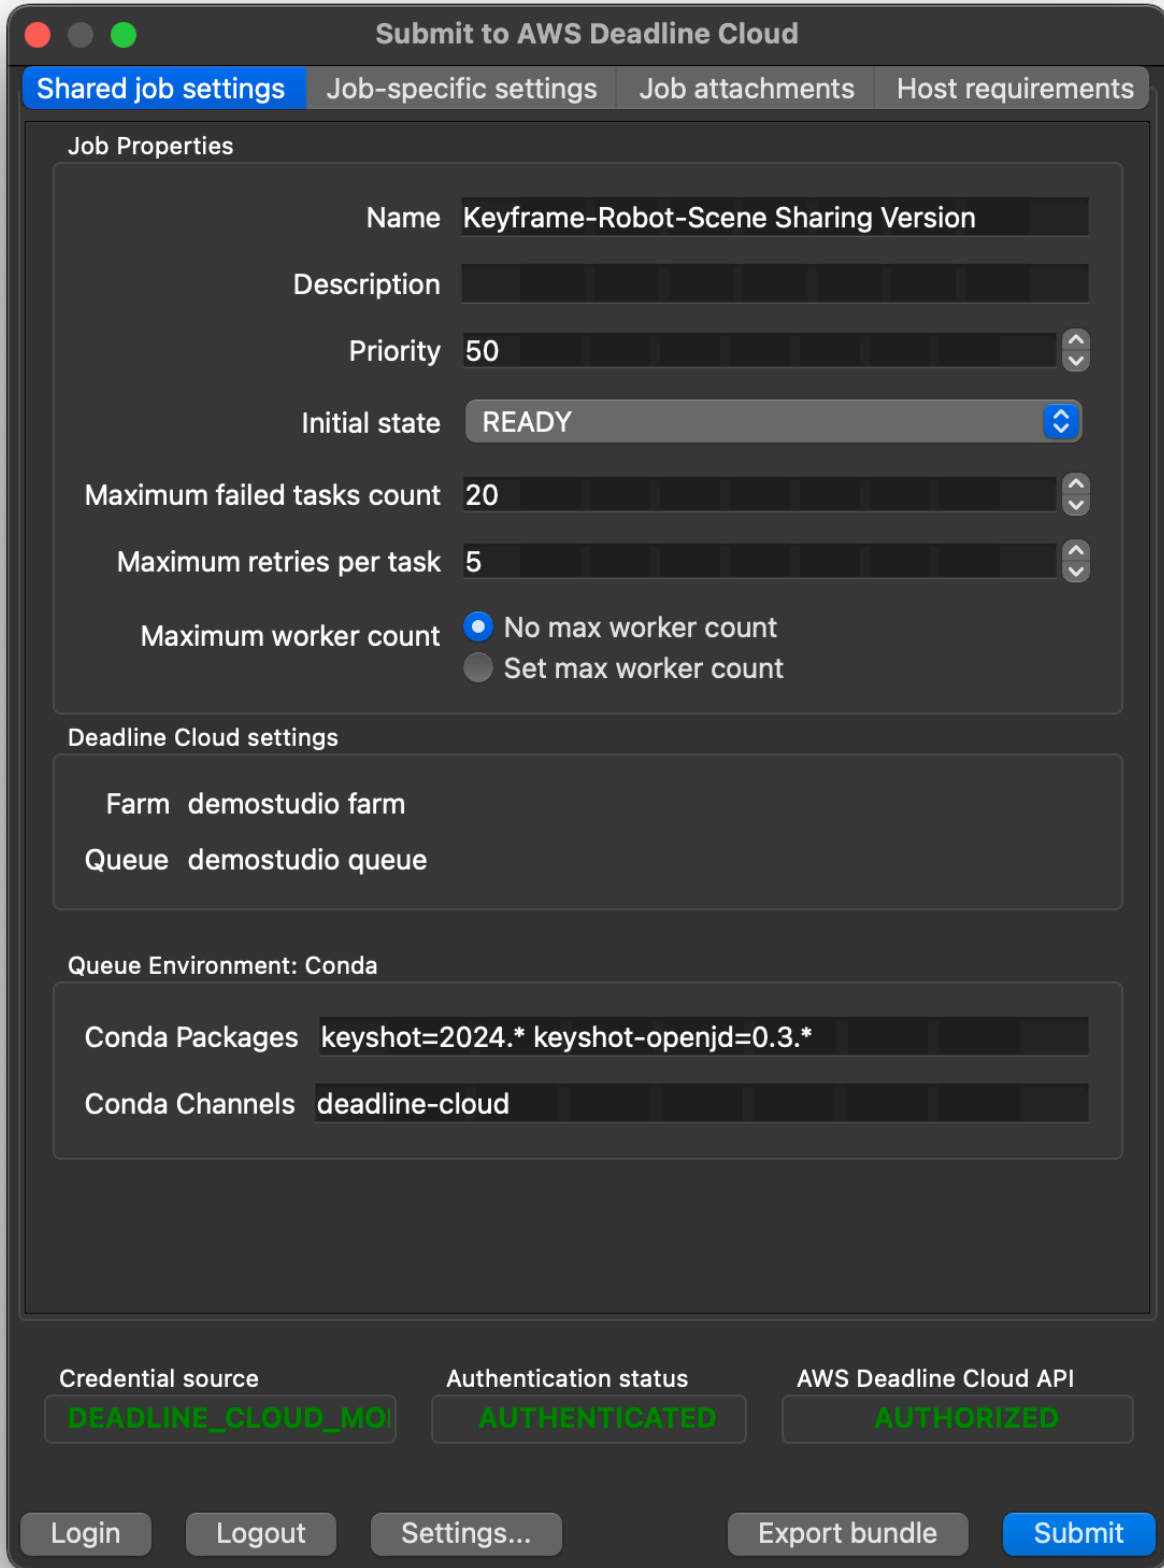 Submit to AWS Deadline Cloud
Shared job settings
Job-specific settings
Job attachments
Host requirements
Job Properties
Name
Keyframe-Robot-Scene Sharing Version
Description
Priority
50
Initial state
READY
Maximum failed tasks count
20
Maximum retries per task
5
Maximum worker count
No max worker count
Set max worker count
Deadline Cloud settings
Farm
demostudio farm
Queue
demostudio queue
Queue Environment: Conda
Conda Packages
keyshot=2024.* keyshot-openjd=0.3.*
Conda Channels
deadline-cloud
Credential source
Authentication status
AWS Deadline Cloud API
DEADLINE_CLOUD_MO
AUTHENTICATED
AUTHORIZED
Login
Logout
Settings...
Export bundle
Submit